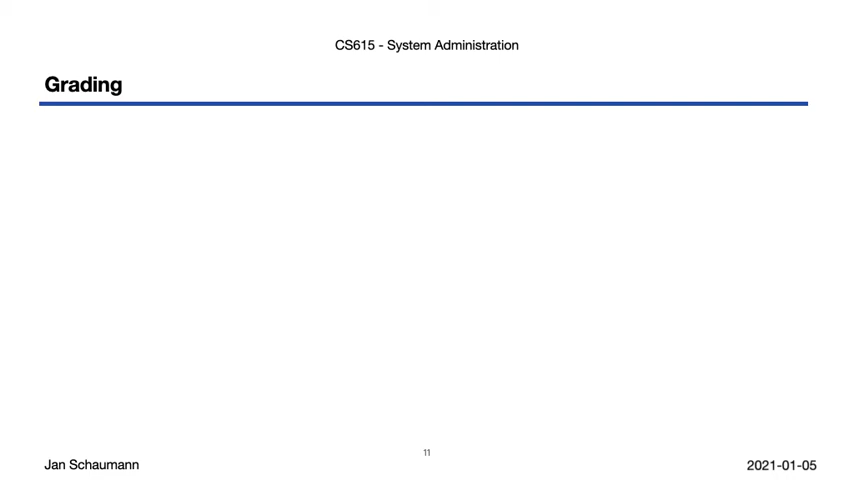 CS615 - System Administration
Grading
11
Jan Schaumann
2021-01-05